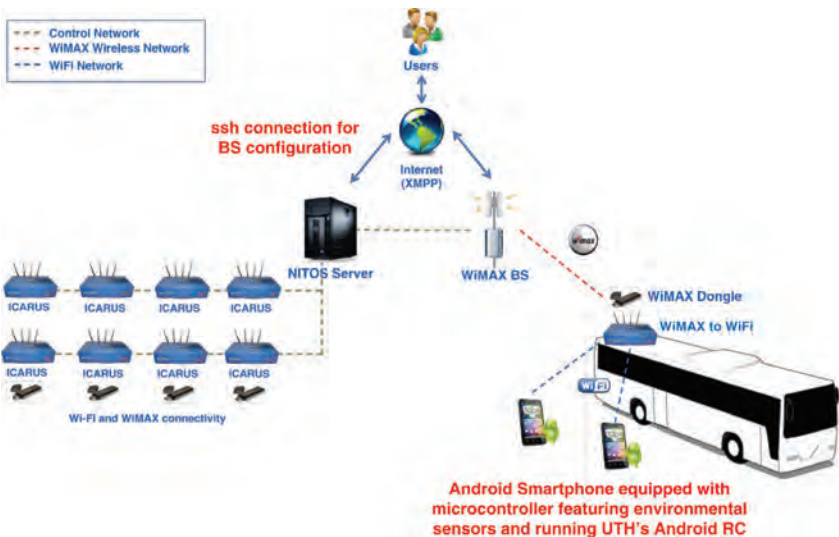 Control Network
WiMAX Wireless Network
WiFi Network
Users
ssh connection for
BS configuration
Internet
(XMPP)
NITOS Server
WiMAX BS
wimax
WiMAX Dongle
WiMAX to WiFi
ICARUS
ICARUS
ICARUS
ICARUS
ICARUS
ICARUS
ICARUS
ICARUS
Wi-Fi and WiMAX connectivity
Wi Fi
Android Smartphone equipped with
microcontroller featuring environmental
sensors and running UTH's Android RC